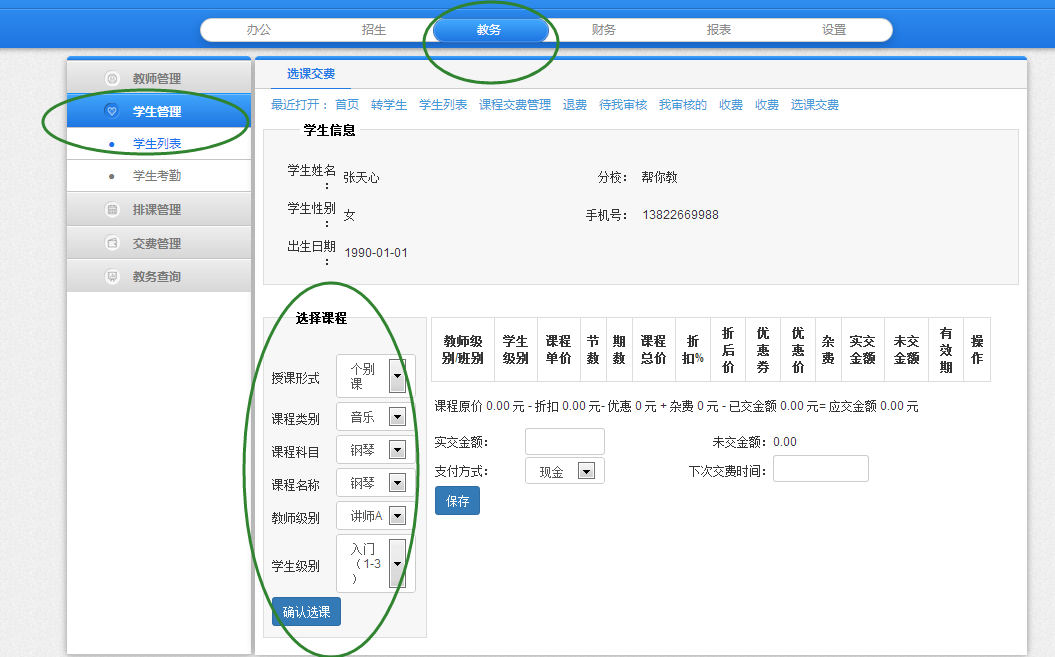 办公 招生 教务 财务 报表 设置
教师管理
学生管理
学生列表
学生考勤
排课管理
交费管理
教务查询
选课交费
最近打开： 首页 转学生 学生列表 课程交费管理 退费 待我审核 我审核的 收费 收费 选课交费
学生信息
学生姓名： 张天心 分校： 帮你教
学生性别： 女 手机号： 13822669988
出生日期： 1990-01-01
选择课程
授课形式 个别课
课程类别 音乐
课程科目 钢琴
课程名称 钢琴
教师级别 讲师A
学生级别 入门（1-3）
确认选课
教师级别/班别 学生级别 课程单价 节数 期数 课程总价 折扣% 折后价 优惠券 优惠价 杂费 实交金额 未交金额 有效期 操作
课程原价 0.00 元 - 折扣 0.00 元- 优惠 0 元 + 杂费 0 元 - 已交金额 0.00 元= 应交金额 0.00 元
实交金额： 未交金额： 0.00
支付方式： 现金 下次交费时间：
保存